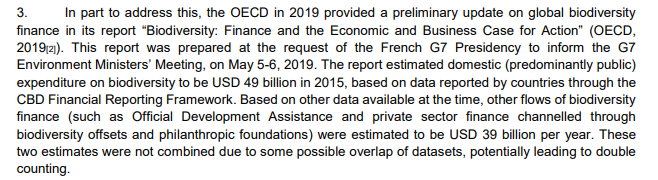 3. In part to address this, the OECD in 2019 provided a preliminary update on global biodiversity
finance in its report “Biodiversity: Finance and the Economic and Business Case for Action” (OECD,
2019[2]). This report was prepared at the request of the French G7 Presidency to inform the G7
Environment Ministers’ Meeting, on May 5-6, 2019. The report estimated domestic (predominantly public)
expenditure on biodiversity to be USD 49 billion in 2015, based on data reported by countries through the
CBD Financial Reporting Framework. Based on other data available at the time, other flows of biodiversity
finance (such as Official Development Assistance and private sector finance channelled through
biodiversity offsets and philanthropic foundations) were estimated to be USD 39 billion per year. These
two estimates were not combined due to some possible overlap of datasets, potentially leading to double
counting.